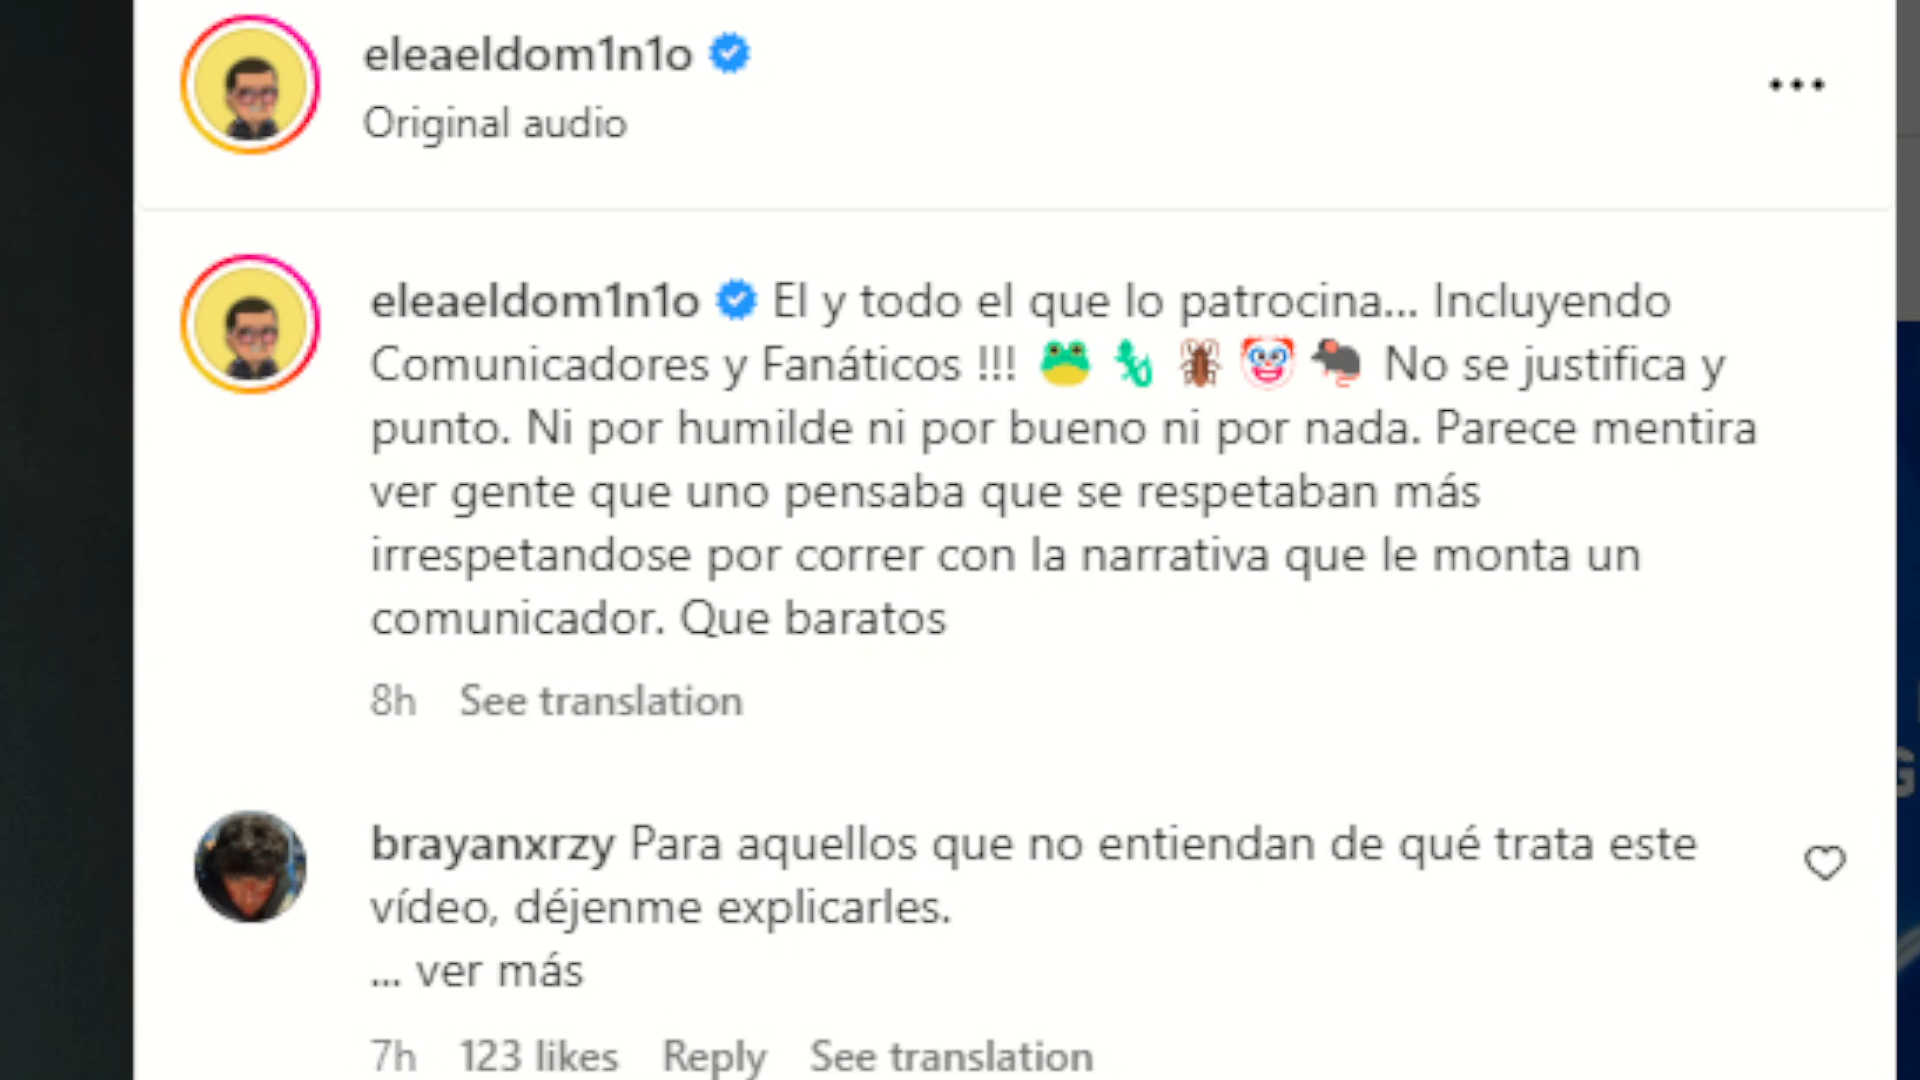 eleaeldom1n1o
Original audio
eleaeldom1n1o El y todo el que lo patrocina... Incluyendo
Comunicadores y Fanáticos !!! 🐸 🦎 🪳 🤡 🐀 No se justifica y
punto. Ni por humilde ni por bueno ni por nada. Parece mentira
ver gente que uno pensaba que se respetaban más
irrespetandose por correr con la narrativa que le monta un
comunicador. Que baratos
8h See translation
brayanxrzy Para aquellos que no entiendan de qué trata este
vídeo, déjenme explicarles.
... ver más
7h 123 likes Reply See translation
G